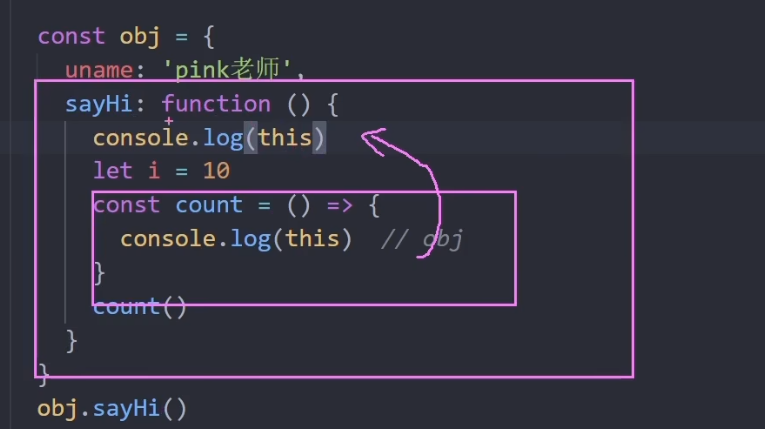 const obj = {
uname: 'pink老师',
sayHi: function () {
console.log(this)
let i = 10
const count = () => {
console.log(this) // obj
}
count()
}
}
obj.sayHi()